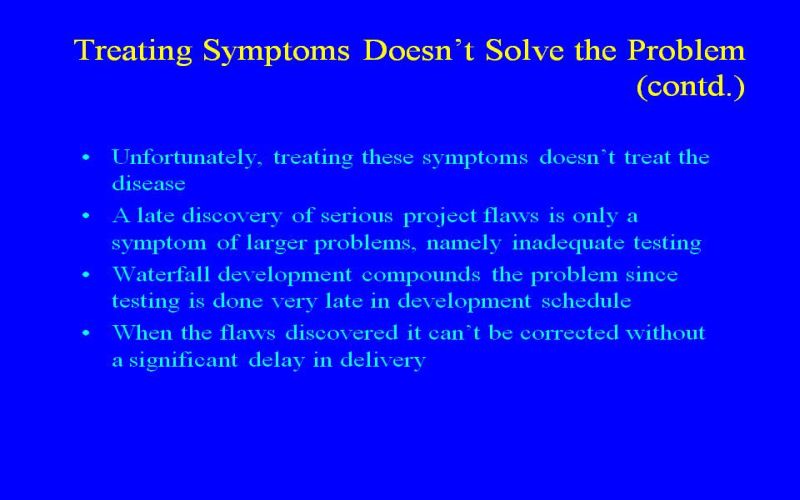 Treating Symptoms Doesn't Solve the Problem
(contd.)
• Unfortunately, treating these symptoms doesn't treat the
disease
• A late discovery of serious project flaws is only a
symptom of larger problems, namely inadequate testing
• Waterfall development compounds the problem since
testing is done very late in development schedule
• When the flaws discovered it can't be corrected without
a significant delay in delivery